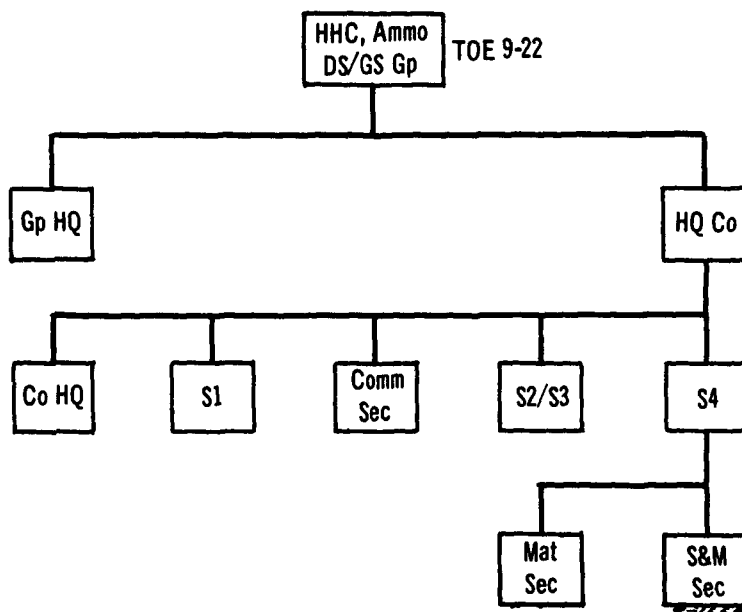 HHC, Ammo
DS/GS Gp
TOE 9-22
Gp HQ
HQ Co
Co HQ
S1
Comm
Sec
S2/S3
S4
Mat
Sec
S&M
Sec